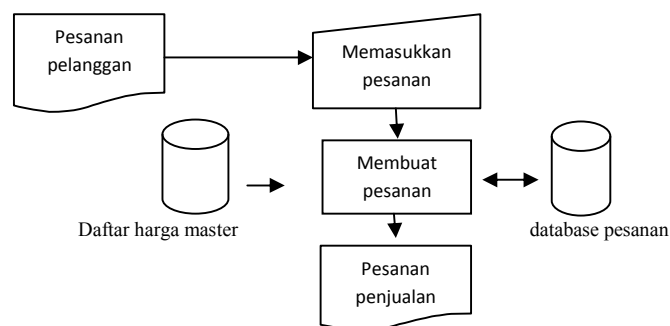 Pesanan
pelanggan
Memasukkan
pesanan
Membuat
pesanan
Daftar harga master
database pesanan
Pesanan
penjualan